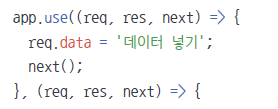 app.use((req, res, next) => {
  req.data = '데이터 넣기';
  next();
}, (req, res, next) => {